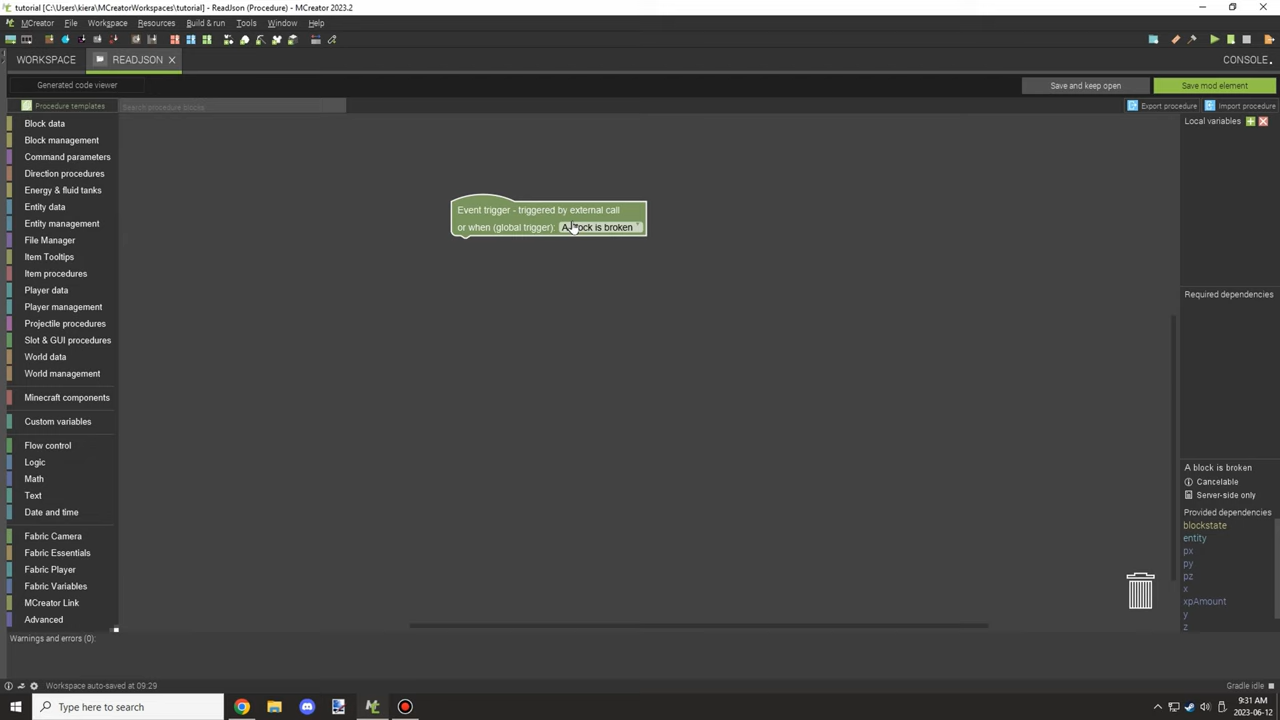 tutorial [C:\Users\kiera\MCreatorWorkspaces\tutorial] - ReadJson (Procedure) - MCreator 2023.2
MCreator File Workspace Resources Build & run Tools Window Help
WORKSPACE READJSON CONSOLE
Generated code viewer Save and keep open Save mod element
Procedure templates Search procedure blocks Export procedure Import procedure
Block data
Block management
Command parameters
Direction procedures
Energy & fluid tanks
Entity data
Entity management
File Manager
Item Tooltips
Item procedures
Player data
Player management
Projectile procedures
Slot & GUI procedures
World data
World management
Minecraft components
Custom variables
Flow control
Logic
Math
Text
Date and time
Fabric Camera
Fabric Essentials
Fabric Player
Fabric Variables
MCreator Link
Advanced
Event trigger - triggered by external call
or when (global trigger): A block is broken
Local variables
Required dependencies
A block is broken
Cancelable
Server-side only
Provided dependencies
blockstate
entity
px
py
pz
x
xpAmount
y
z
Warnings and errors (0):
Workspace auto-saved at 09:29 Gradle idle
Type here to search
9:31 AM
2023-06-12